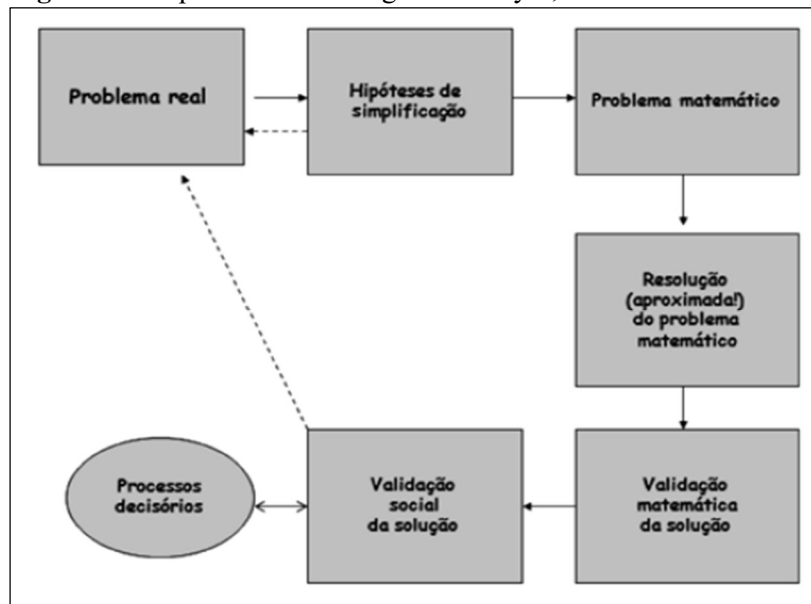 Problema real
Hipóteses de
simplificação
Problema matemático
Resolução
(aproximada!)
do problema
matemático
Processos
decisórios
Validação
social
da solução
Validação
matemática
da solução